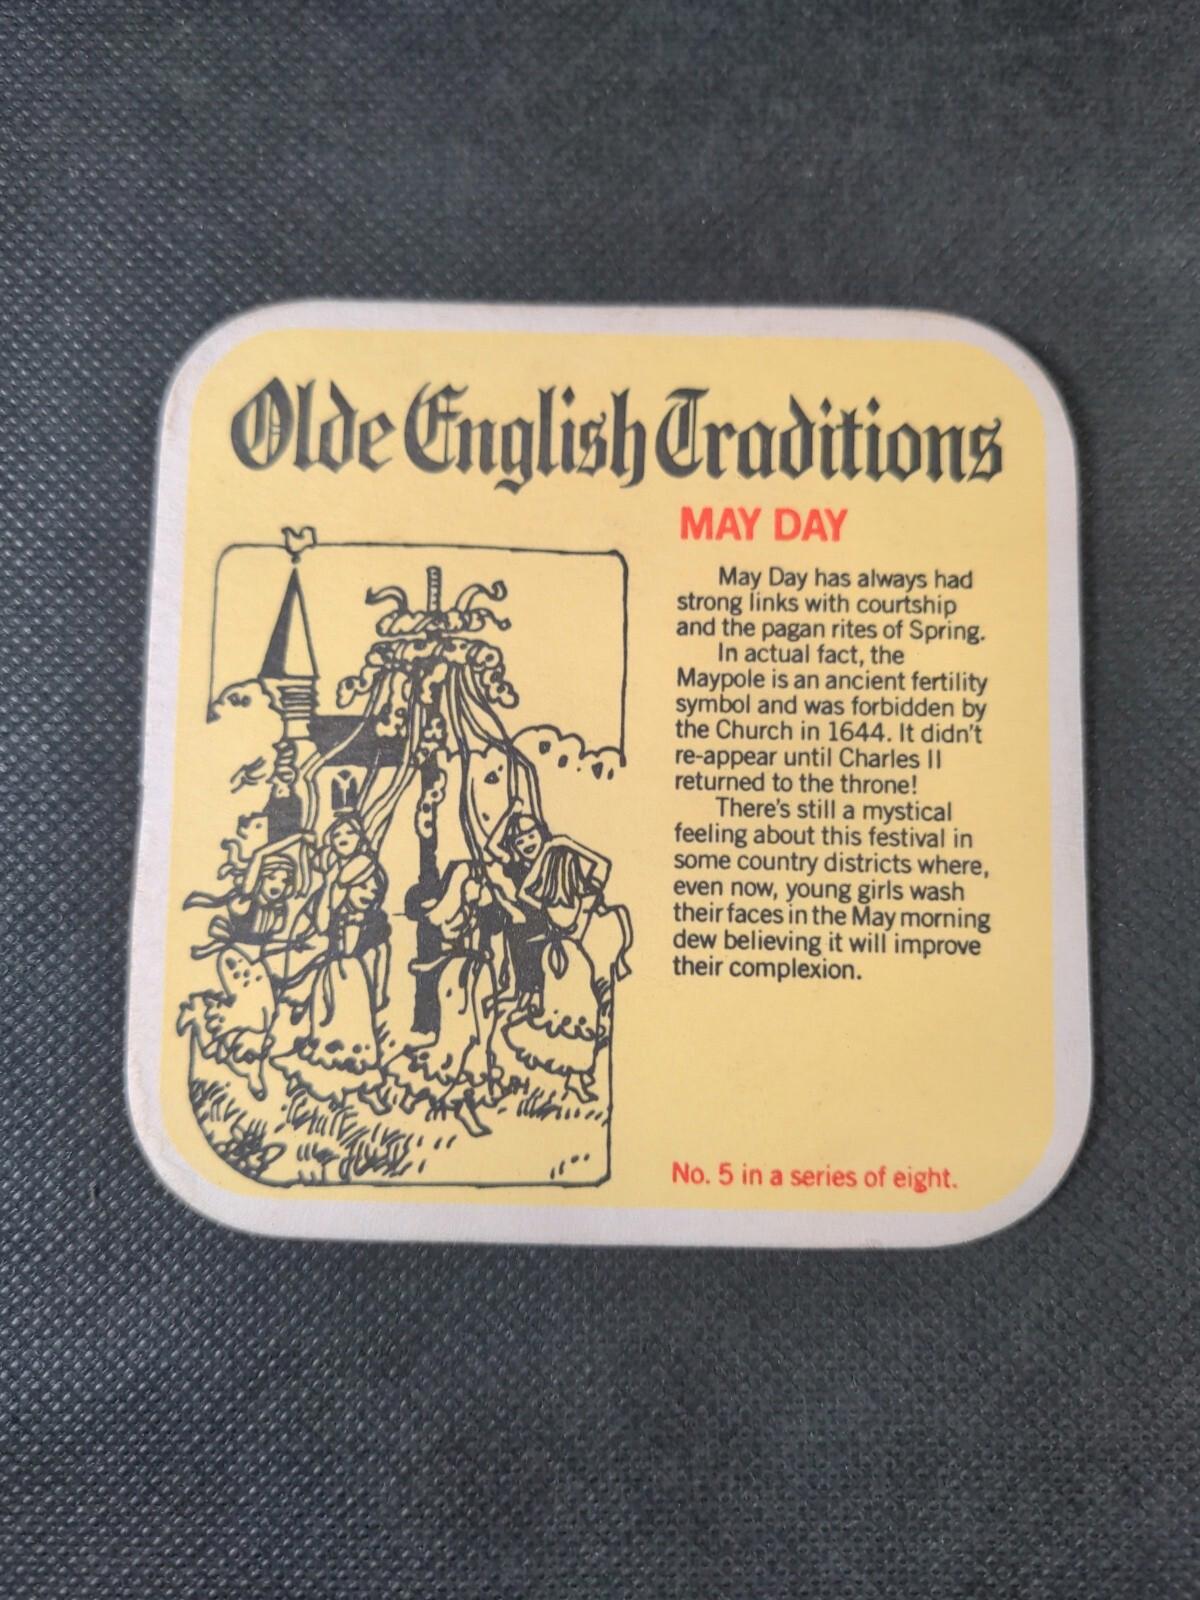 Olde English Traditions
MAY DAY
May Day has always had
strong links with courtship
and the pagan rites of Spring.
In actual fact, the
Maypole is an ancient fertility
symbol and was forbidden by
the Church in 1644. It didn't
re-appear until Charles II
returned to the throne!
There's still a mystical
feeling about this festival in
some country districts where,
even now, young girls wash
their faces in the May morning
dew believing it will improve
their complexion.
No. 5 in a series of eight.